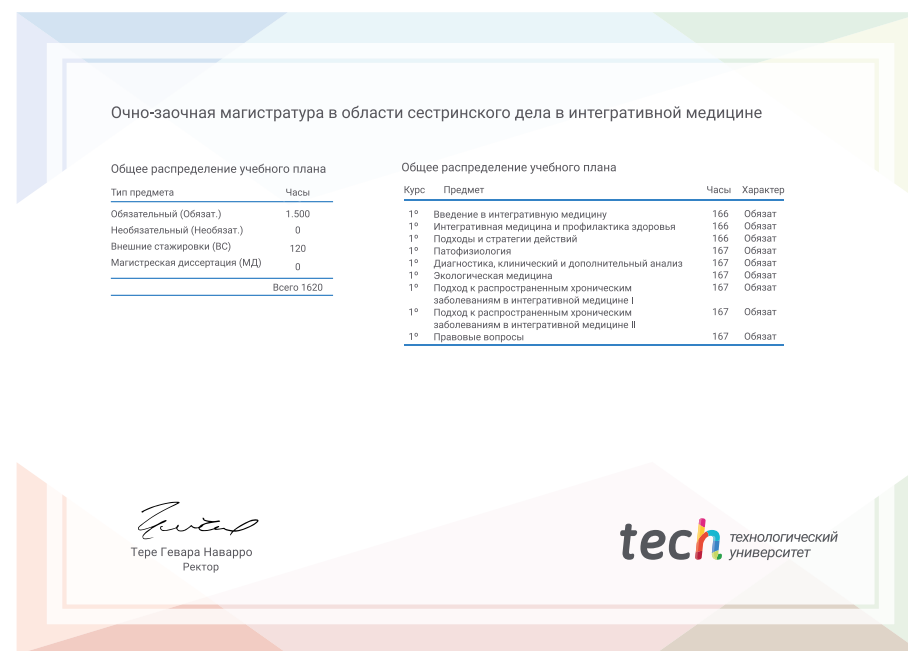 Очно-заочная магистратура в области сестринского дела в интегративной медицине
Общее распределение учебного плана
Тип предмета Часы
Обязательный (Обязат.) 1.500
Необязательный (Необязат.) 0
Внешние стажировки (ВС) 120
Магистреская диссертация (МД) 0
Всего 1620
Общее распределение учебного плана
Курс Предмет Часы Характер
1º Введение в интегративную медицину 166 Обязат
1º Интегративная медицина и профилактика здоровья 166 Обязат
1º Подходы и стратегии действий 166 Обязат
1º Патофизиология 167 Обязат
1º Диагностика, клинический и дополнительный анализ 167 Обязат
1º Экологическая медицина 167 Обязат
1º Подход к распространенным хроническим 167 Обязат
заболеваниям в интегративной медицине I
1º Подход к распространенным хроническим 167 Обязат
заболеваниям в интегративной медицине II
1º Правовые вопросы 167 Обязат
Тере Гевара Наварро
Ректор
tech технологический
университет